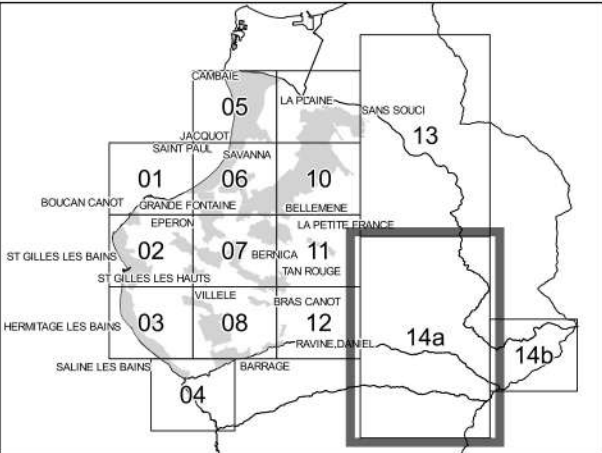 CAMBAIE
05
LA PLAINE
SANS SOUCI
13
JACQUOT
SAINT PAUL
SAVANNA
01
06
10
BOUCAN CANOT
GRANDE FONTAINE
BELLEMENE
EPERON
LA PETITE FRANCE
02
07
BERNICA
11
ST GILLES LES BAINS
TAN ROUGE
ST GILLES LES HAUTS
VILLELE
BRAS CANOT
HERMITAGE LES BAINS
03
08
12
14a
RAVINE,DANIEL
14b
SALINE LES BAINS
BARRAGE
04